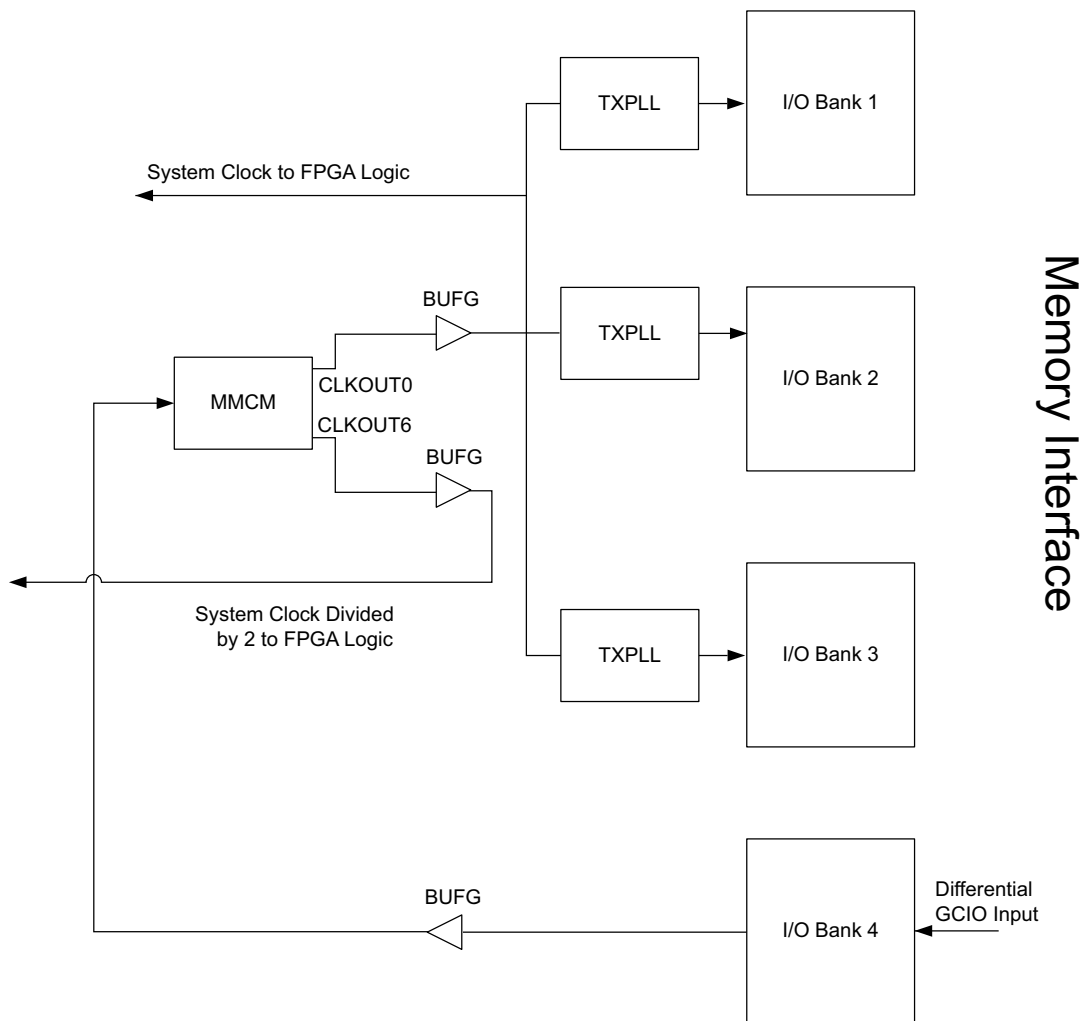 TXPLL
I/O Bank 1
System Clock to FPGA Logic
BUFG
TXPLL
I/O Bank 2
CLKOUT0
MMCM
CLKOUT6
BUFG
System Clock Divided
by 2 to FPGA Logic
TXPLL
I/O Bank 3
BUFG
I/O Bank 4
Differential
GCIO Input
Memory Interface